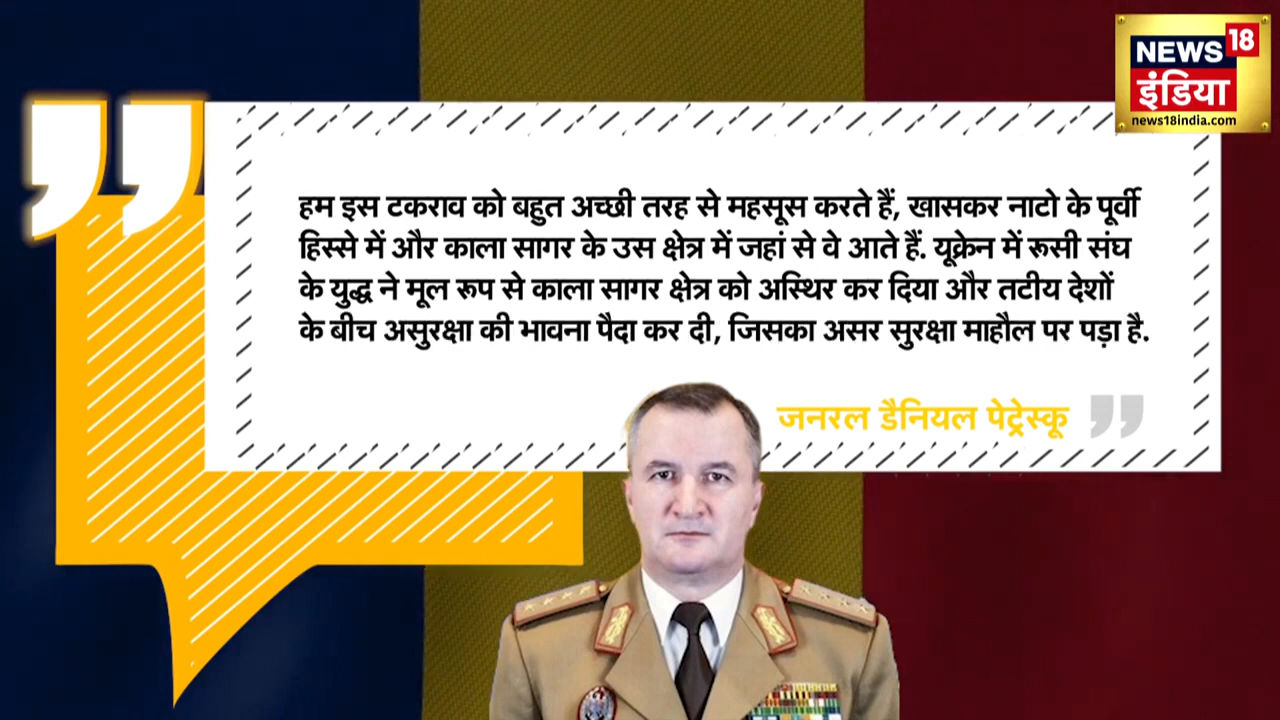 NEWS 18
इंडिया
news18india.com
हम इस टकराव को बहुत अच्छी तरह से महसूस करते हैं, खासकर नाटो के पूर्वी
हिस्से में और काला सागर के उस क्षेत्र में जहां से वे आते हैं. यूक्रेन में रूसी संघ
के युद्ध ने मूल रूप से काला सागर क्षेत्र को अस्थिर कर दिया और तटीय देशों
के बीच असुरक्षा की भावना पैदा कर दी, जिसका असर सुरक्षा माहौल पर पड़ा है.
जनरल डैनियल पेट्रेस्कू